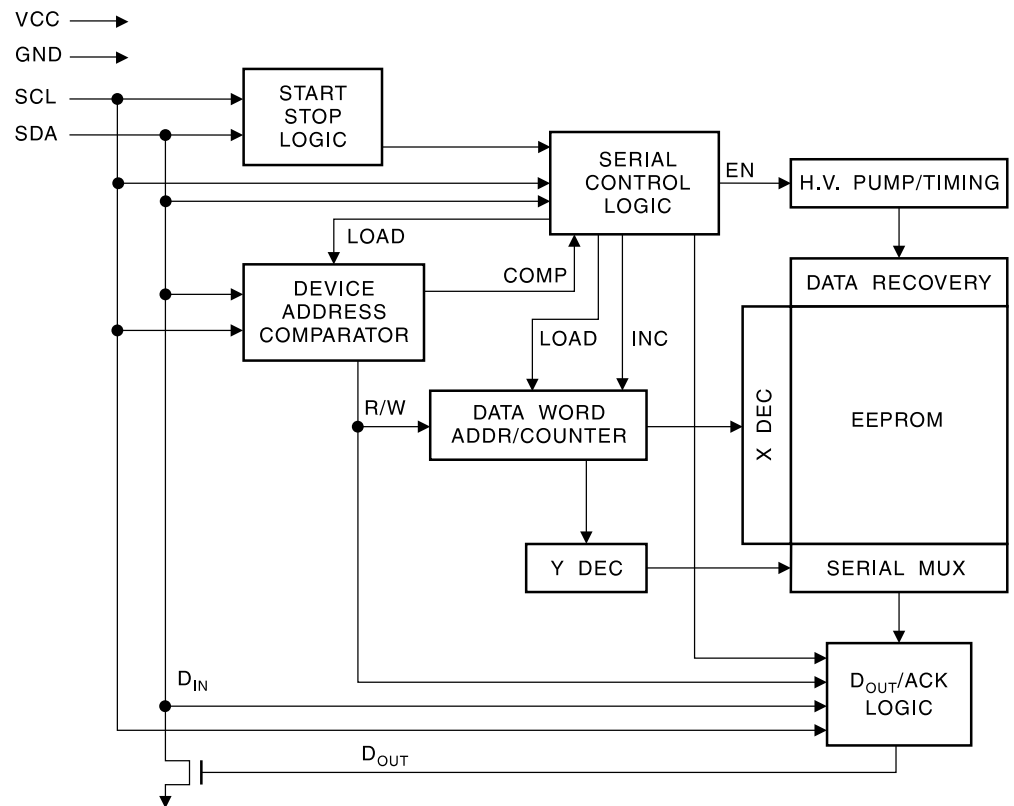 VCC
GND
SCL
SDA
START
STOP
LOGIC
SERIAL
CONTROL
LOGIC
EN
H.V. PUMP/TIMING
LOAD
COMP
DEVICE
ADDRESS
COMPARATOR
DATA RECOVERY
LOAD
INC
R/W
DATA WORD
ADDR/COUNTER
X DEC
EEPROM
Y DEC
SERIAL MUX
DIN
DOUT/ACK
LOGIC
DOUT